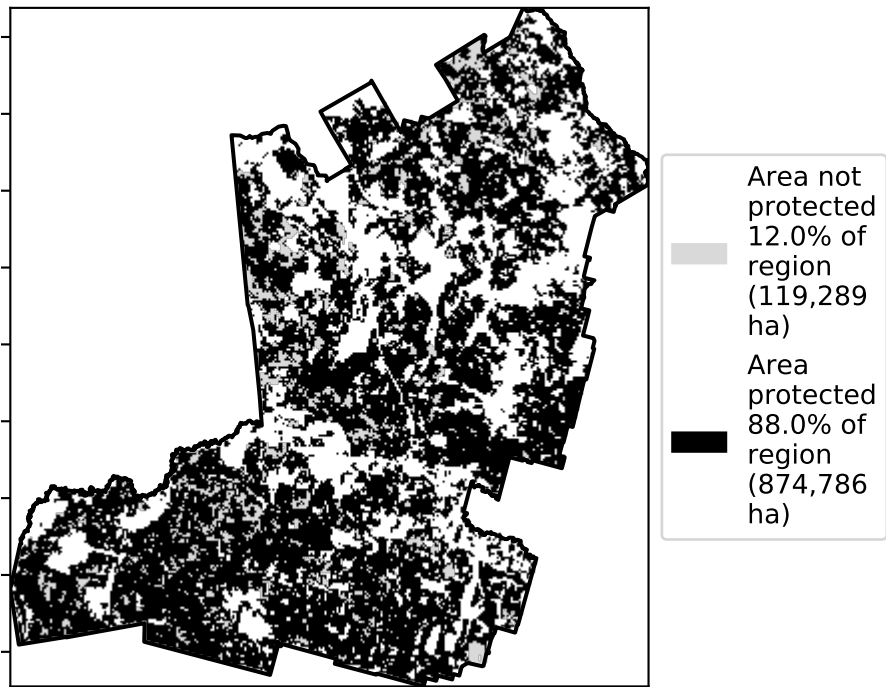 Area not
protected
12.0% of
region
(119,289
ha)
Area
protected
88.0% of
region
(874,786
ha)